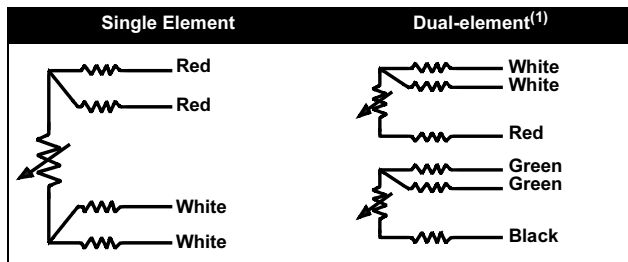 Single Element
Dual-element(1)
Red
Red
White
White
White
White
Red
Green
Green
Black